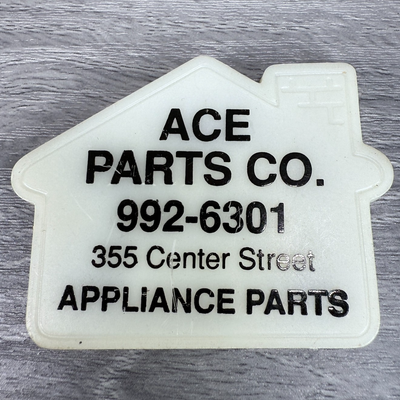 ACE
PARTS CO.
992-6301
355 Center Street
APPLIANCE PARTS